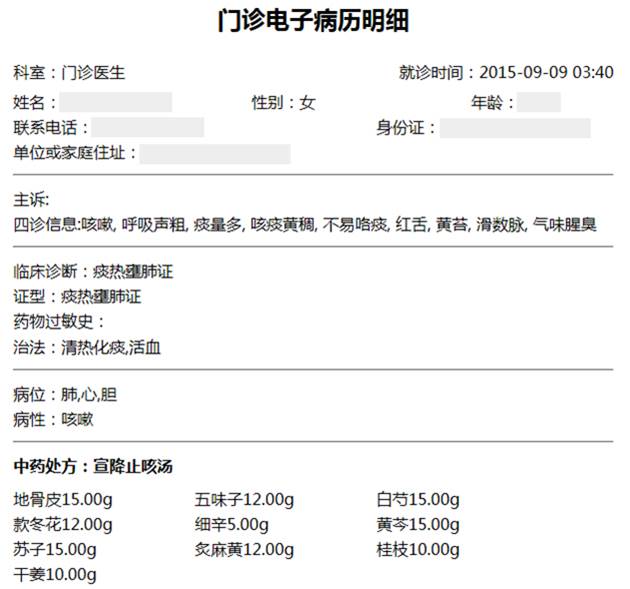 门诊电子病历明细
科室：门诊医生 就诊时间：2015-09-09 03:40
姓名： 性别：女 年龄：
联系电话： 身份证：
单位或家庭住址：
主诉:
四诊信息:咳嗽, 呼吸声粗, 痰量多, 咳痰黄稠, 不易咯痰, 红舌, 黄苔, 滑数脉, 气味腥臭
临床诊断：痰热壅肺证
证型：痰热壅肺证
药物过敏史：
治法：清热化痰,活血
病位：肺,心,胆
病性：咳嗽
中药处方：宣降止咳汤
地骨皮15.00g 五味子12.00g 白芍15.00g
款冬花12.00g 细辛5.00g 黄芩15.00g
苏子15.00g 炙麻黄12.00g 桂枝10.00g
干姜10.00g